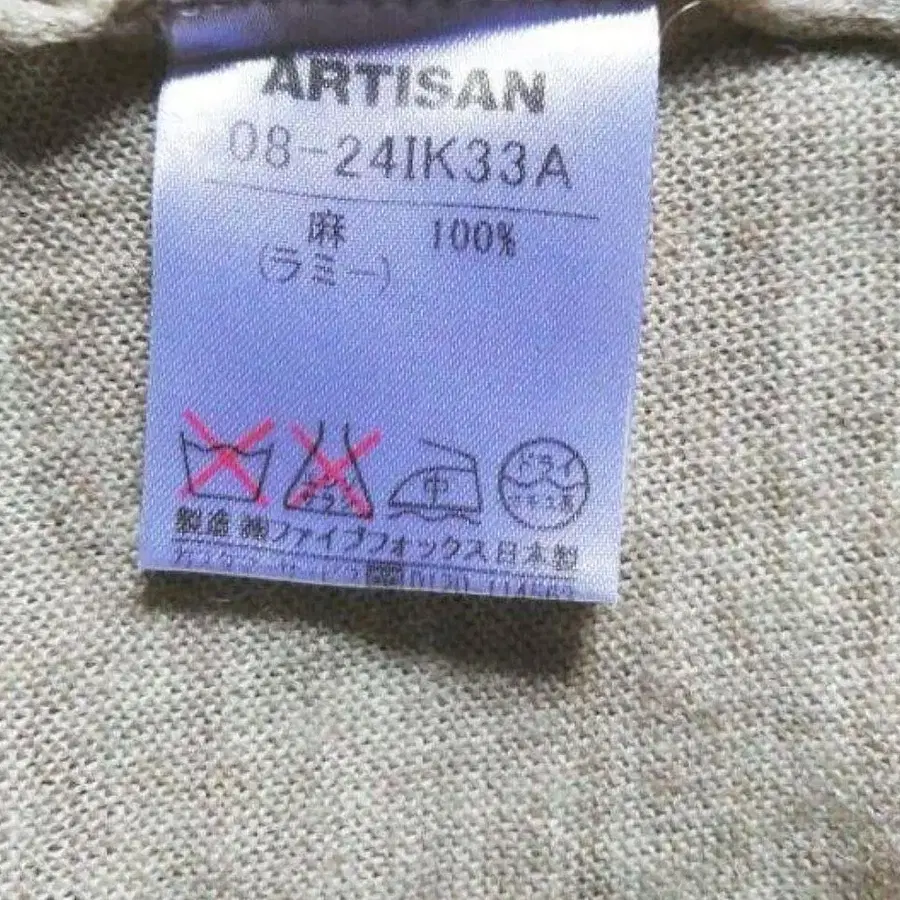 ARTISAN
08-24IK33A
麻 100%
(ラミー)
中
ドライ
製造 ㈱ファイブフォックス 日本製